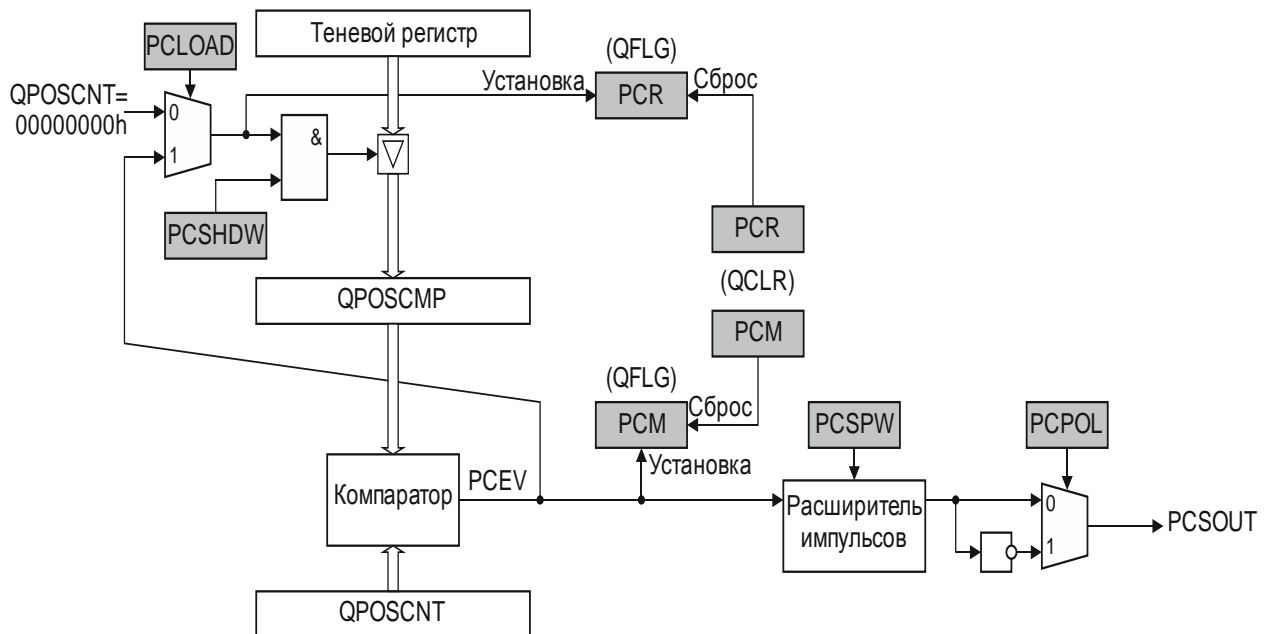 Теневой регистр
PCLOAD
(QFLG)
Установка
PCR
Сброс
QPOSCNT=
00000000h
0
1
&
PCSHDW
PCR
(QCLR)
QPOSCMP
PCM
(QFLG)
PCM
Сброс
PCSPW
PCPOL
Установка
Компаратор
PCEV
Расширитель
импульсов
0
1
PCSOUT
QPOSCNT